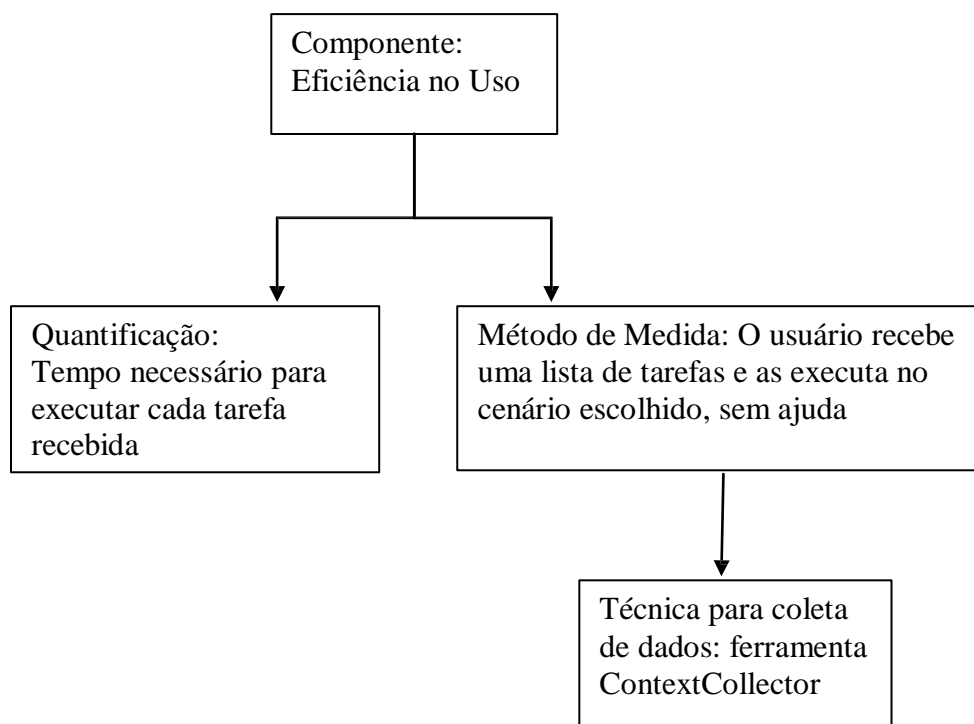 Componente:
Eficiência no Uso
Quantificação:
Tempo necessário para
executar cada tarefa
recebida
Método de Medida: O usuário recebe
uma lista de tarefas e as executa no
cenário escolhido, sem ajuda
Técnica para coleta
de dados: ferramenta
ContextCollector